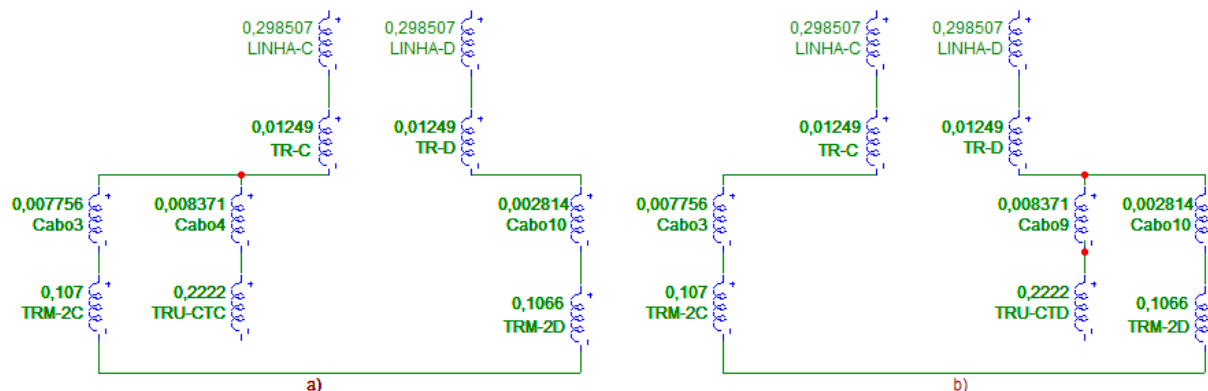 0,298507
LINHA-C
0,298507
LINHA-D
0,01249
TR-C
0,01249
TR-D
0,007756
Cabo3
0,008371
Cabo4
0,002814
Cabo10
0,107
TRM-2C
0,2222
TRU-CTC
0,1066
TRM-2D
a)
0,298507
LINHA-C
0,298507
LINHA-D
0,01249
TR-C
0,01249
TR-D
0,007756
Cabo3
0,008371
Cabo9
0,002814
Cabo10
0,107
TRM-2C
0,2222
TRU-CTD
0,1066
TRM-2D
b)